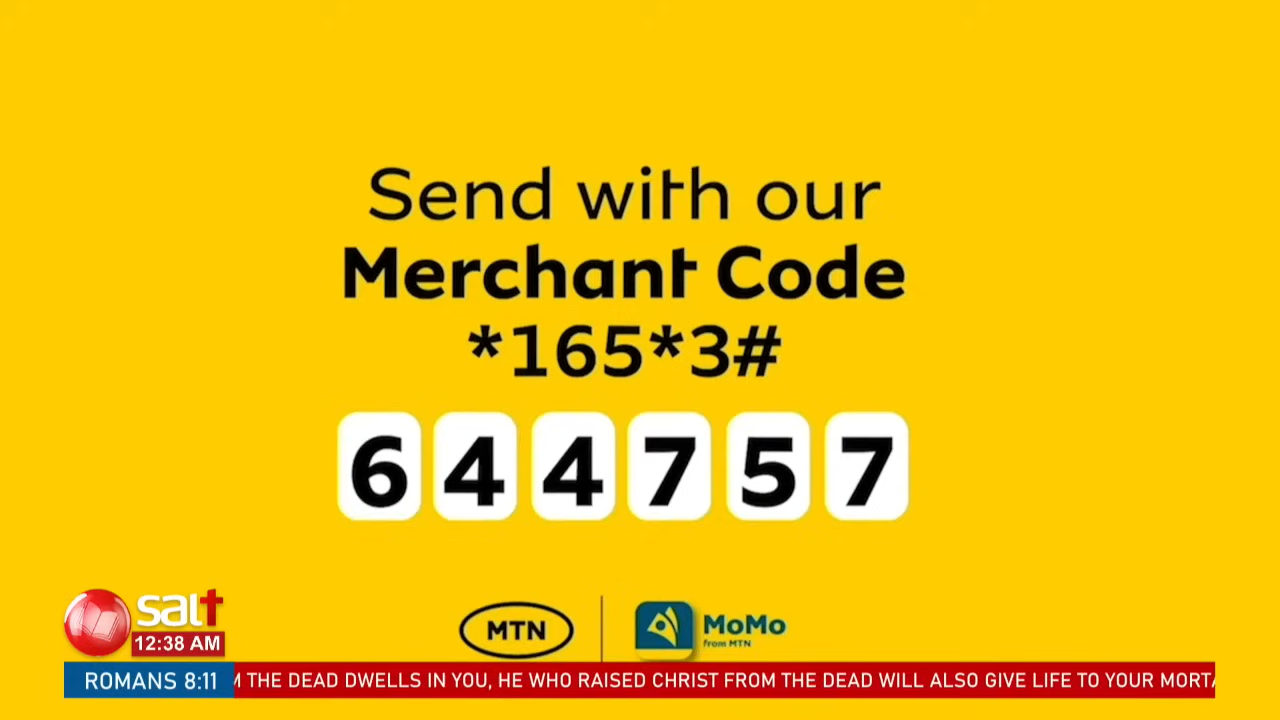 Send with our
Merchant Code
*165*3#
644757
salt
12:38 AM
MTN
MoMo
from MTN
ROMANS 8:11
THE DEAD DWELLS IN YOU, HE WHO RAISED CHRIST FROM THE DEAD WILL ALSO GIVE LIFE TO YOUR